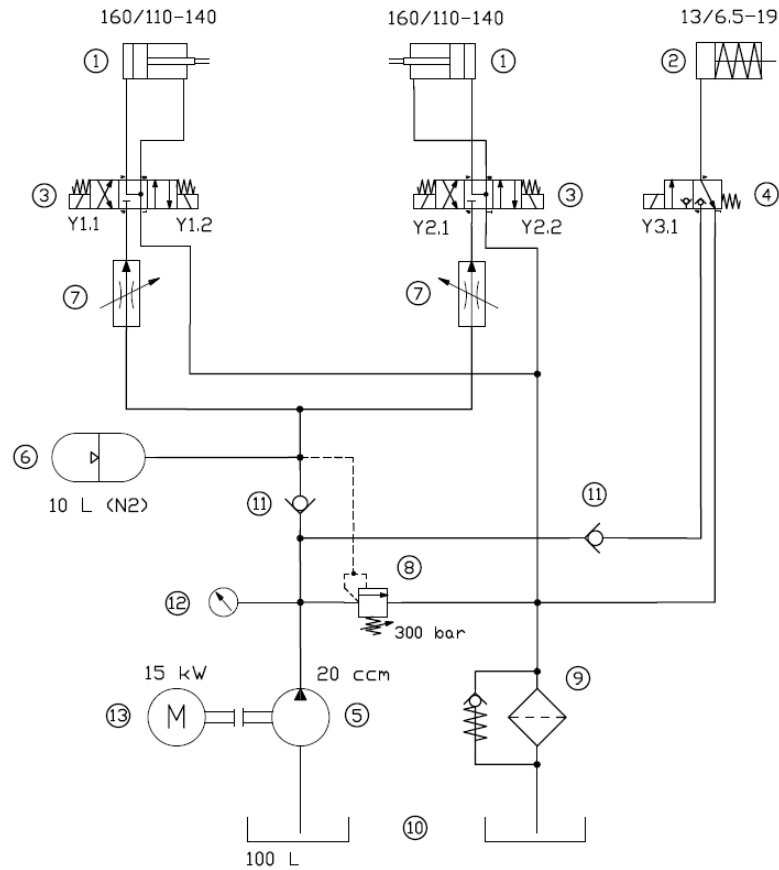 160/110-140 160/110-140 13/6.5-19
1 1 2
3 3 4
Y1.1 Y1.2 Y2.1 Y2.2 Y3.1
7 7
6
10 L (N2)
11 11
8
12
300 bar
15 kW 20 ccm
9
13 M 5
10
100 L